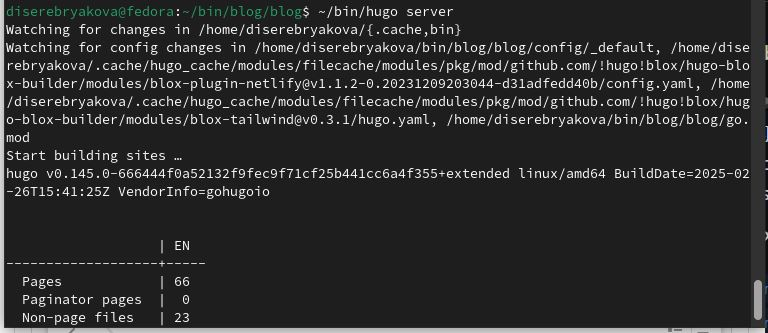 diserebryakova@fedora:~/bin/blog/blog$ ~/bin/hugo server
Watching for changes in /home/diserebryakova/{.cache,bin}
Watching for config changes in /home/diserebryakova/bin/blog/blog/config/_default, /home/dise
rebryakova/.cache/hugo_cache/modules/filecache/modules/pkg/mod/github.com/!hugo!blox/hugo-blo
x-builder/modules/blox-plugin-netlify@v1.1.2-0.20231209203044-d31adfedd40b/config.yaml, /home
/diserebryakova/.cache/hugo_cache/modules/filecache/modules/pkg/mod/github.com/!hugo!blox/hug
o-blox-builder/modules/blox-tailwind@v0.3.1/hugo.yaml, /home/diserebryakova/bin/blog/blog/go.
mod
Start building sites …
hugo v0.145.0-666444f0a52132f9fec9f71cf25b441cc6a4f355+extended linux/amd64 BuildDate=2025-02
-26T15:41:25Z VendorInfo=gohugoio
                   | EN
-------------------+-----
  Pages            | 66
  Paginator pages  |  0
  Non-page files   | 23